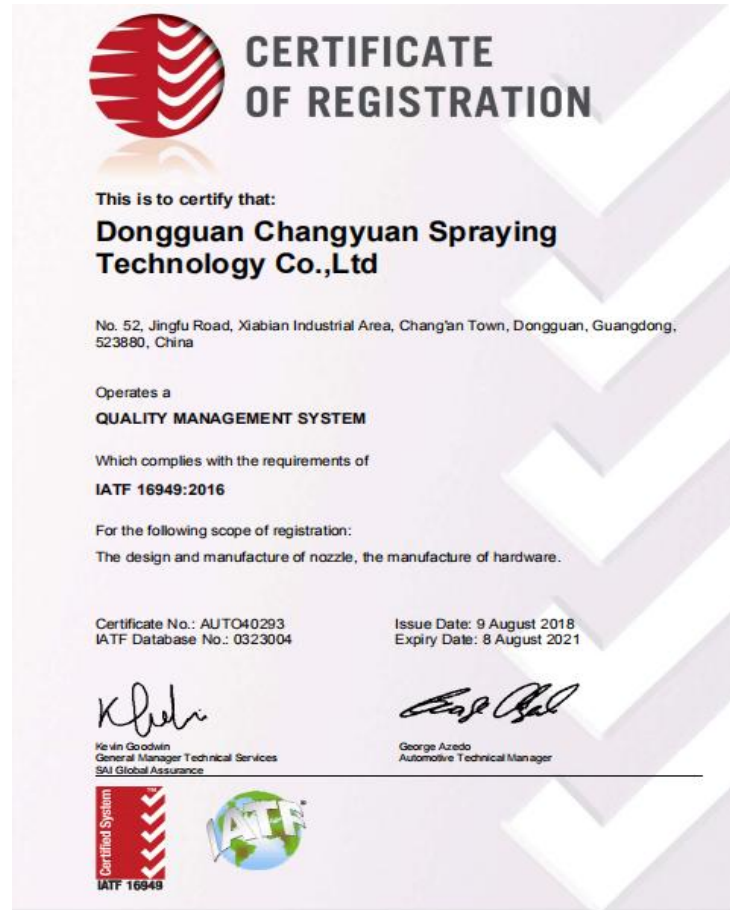 CERTIFICATE
OF REGISTRATION
This is to certify that:
Dongguan Changyuan Spraying
Technology Co.,Ltd
No. 52, Jingfu Road, Xiabian Industrial Area, Chang'an Town, Dongguan, Guangdong,
523880, China
Operates a
QUALITY MANAGEMENT SYSTEM
Which complies with the requirements of
IATF 16949:2016
For the following scope of registration:
The design and manufacture of nozzle, the manufacture of hardware.
Certificate No.: AUTO40293
IATF Database No.: 0323004
Issue Date: 9 August 2018
Expiry Date: 8 August 2021
Kevin Goodwin
General Manager Technical Services
SAI Global Assurance
George Azedo
Automotive Technical Manager
Certified System
TM
IATF 16949
IATF